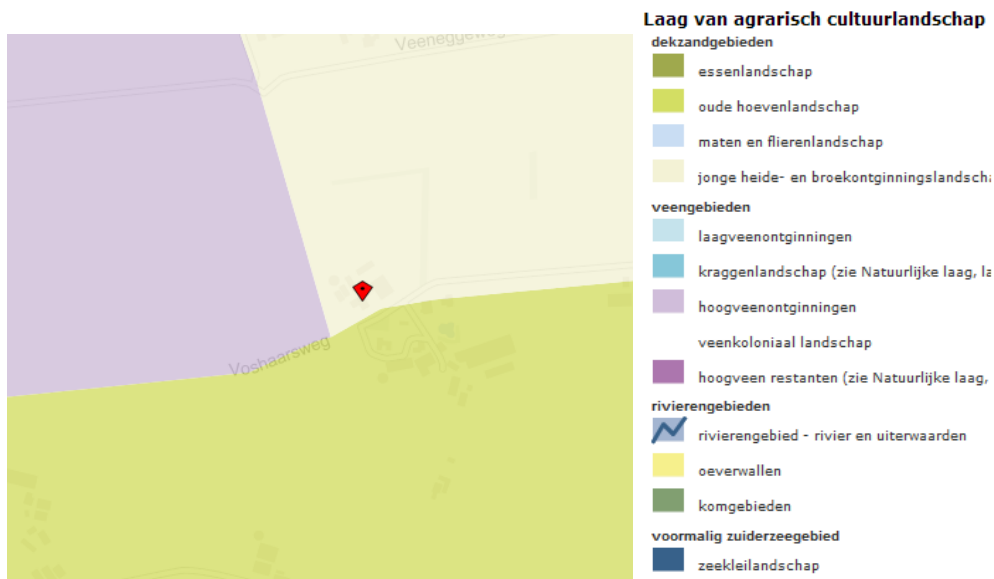 Laag van agrarisch cultuurlandschap
dekzandgebieden
essenlandschap
oude hoevenlandschap
maten en flierenlandschap
jonge heide- en broekontginningslandscha
veengebieden
laagveenontginningen
kraggenlandschap (zie Natuurlijke laag, la
hoogveenontginningen
veenkoloniaal landschap
hoogveen restanten (zie Natuurlijke laag,
rivierengebieden
rivierengebied - rivier en uiterwaarden
oeverwallen
komgebieden
voormalig zuiderzeegebied
zeekleilandschap
Veeneggeweg
Voshaarsweg